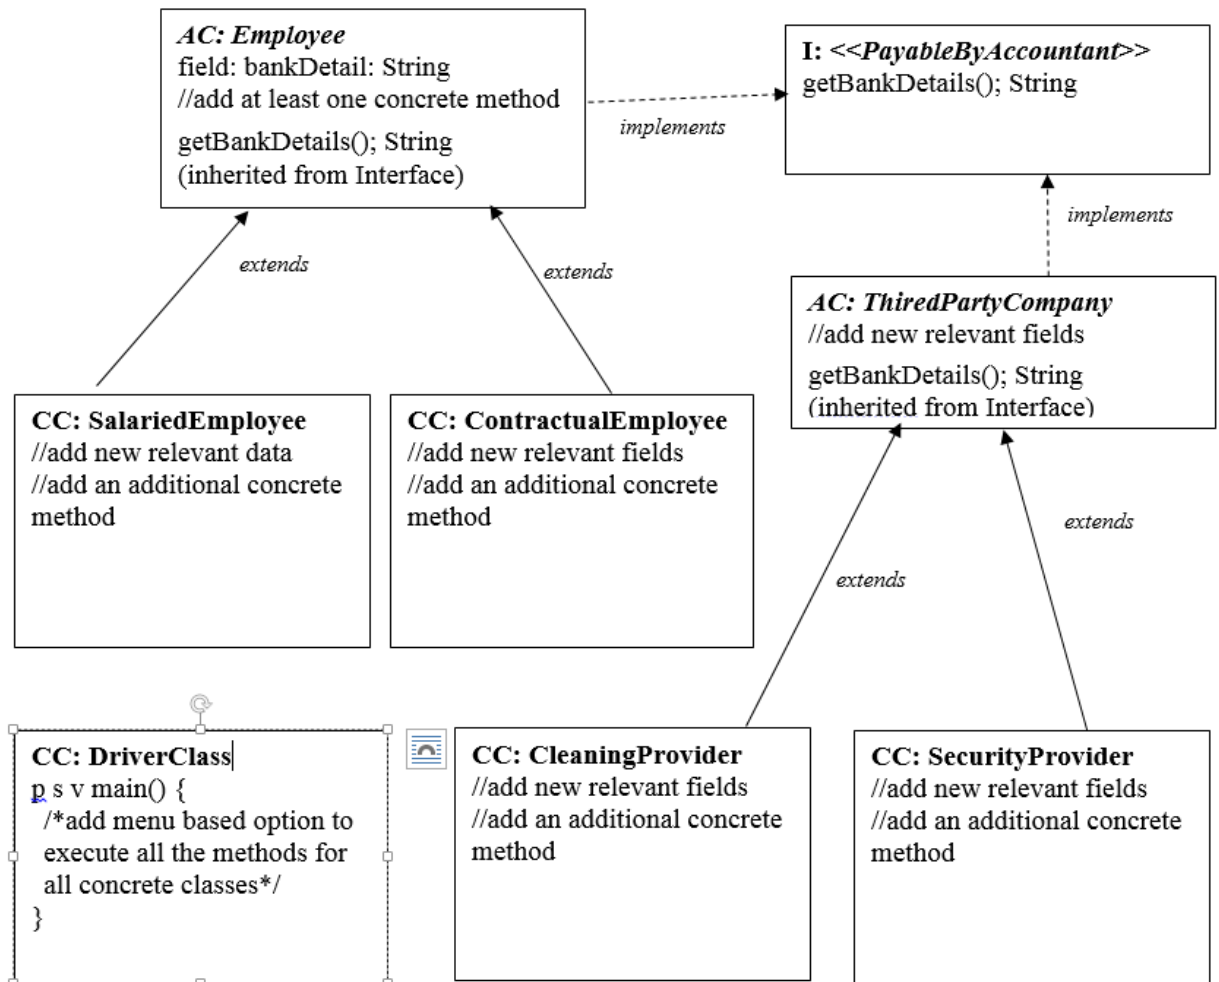 AC: Employee
field: bankDetail: String
//add at least one concrete method
getBankDetails(); String
(inherited from Interface)
I: <<PayableByAccountant>>
getBankDetails(); String
implements
implements
extends
extends
AC: ThiredPartyCompany
//add new relevant fields
getBankDetails(); String
(inherited from Interface)
CC: SalariedEmployee
//add new relevant data
//add an additional concrete
method
CC: ContractualEmployee
//add new relevant fields
//add an additional concrete
method
extends
extends
CC: DriverClass
p s v main() {
/*add menu based option to
execute all the methods for
all concrete classes*/
}
CC: CleaningProvider
//add new relevant fields
//add an additional concrete
method
CC: SecurityProvider
//add new relevant fields
//add an additional concrete
method